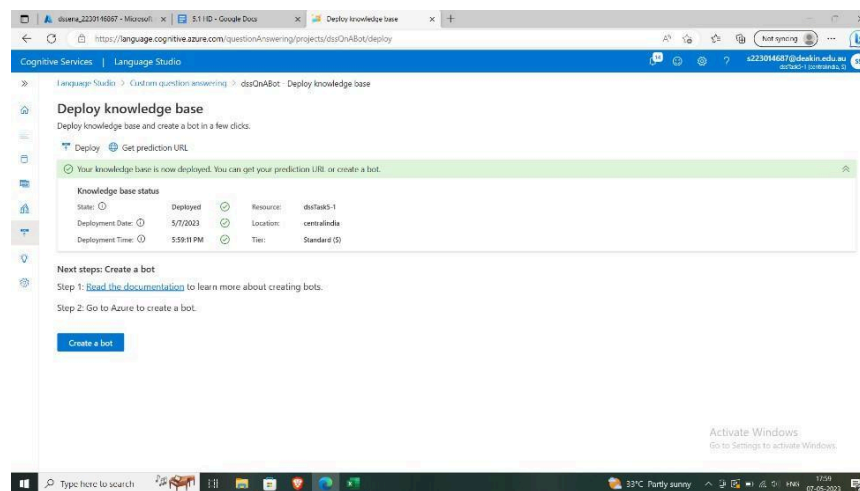 dssena_2230146867 - Microsoft
5.1 HD - Google Docs
Deploy knowledge base
https://language.cognitive.azure.com/questionAnswering/projects/dssQnABot/deploy
Not syncing
Cognitive Services | Language Studio
s223014687@deakin.edu.au
dssTask5-1 (centralindia, S)
Language Studio > Custom question answering > dssQnABot - Deploy knowledge base
Deploy knowledge base
Deploy knowledge base and create a bot in a few clicks.
Deploy Get prediction URL
Your knowledge base is now deployed. You can get your prediction URL or create a bot.
Knowledge base status
State: Deployed Resource: dssTask5-1
Deployment Date: 5/7/2023 Location: centralindia
Deployment Time: 5:59:11 PM Tier: Standard (S)
Next steps: Create a bot
Step 1: Read the documentation to learn more about creating bots.
Step 2: Go to Azure to create a bot.
Create a bot
Activate Windows
Go to Settings to activate Windows.
Type here to search
33°C Partly sunny
ENG
17:59
07-05-2023